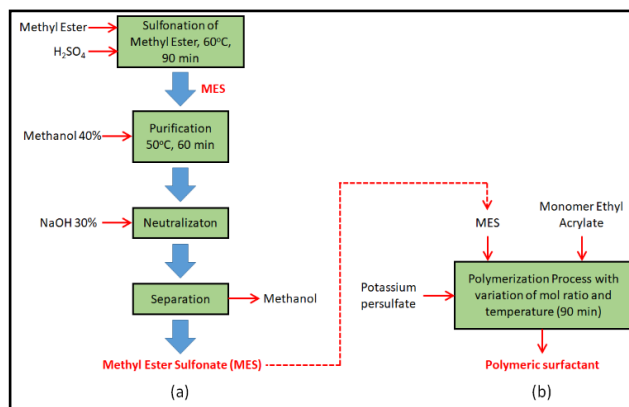 Methyl Ester
H₂SO₄
Sulfonation of
Methyl Ester, 60°C,
90 min
MES
Methanol 40%
Purification
50°C, 60 min
NaOH 30%
Neutralizaton
Separation
Methanol
Methyl Ester Sulfonate (MES)
(a)
MES
Monomer Ethyl
Acrylate
Potassium
persulfate
Polymerization Process with
variation of mol ratio and
temperature (90 min)
Polymeric surfactant
(b)